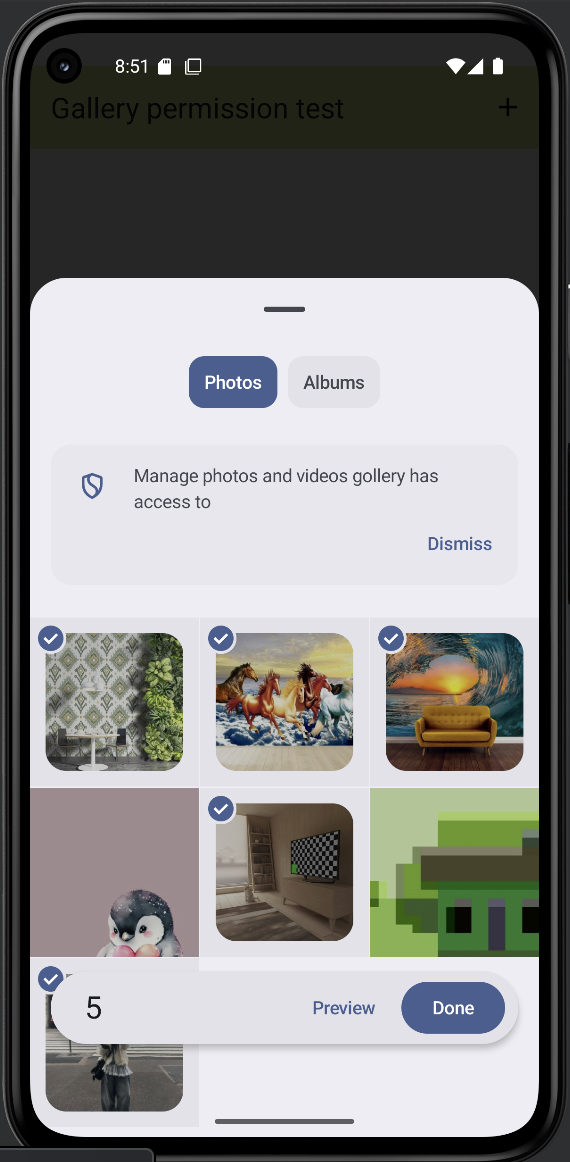 8:51
Gallery permission test
+
Photos
Albums
Manage photos and videos gollery has
access to
Dismiss
5
Preview
Done